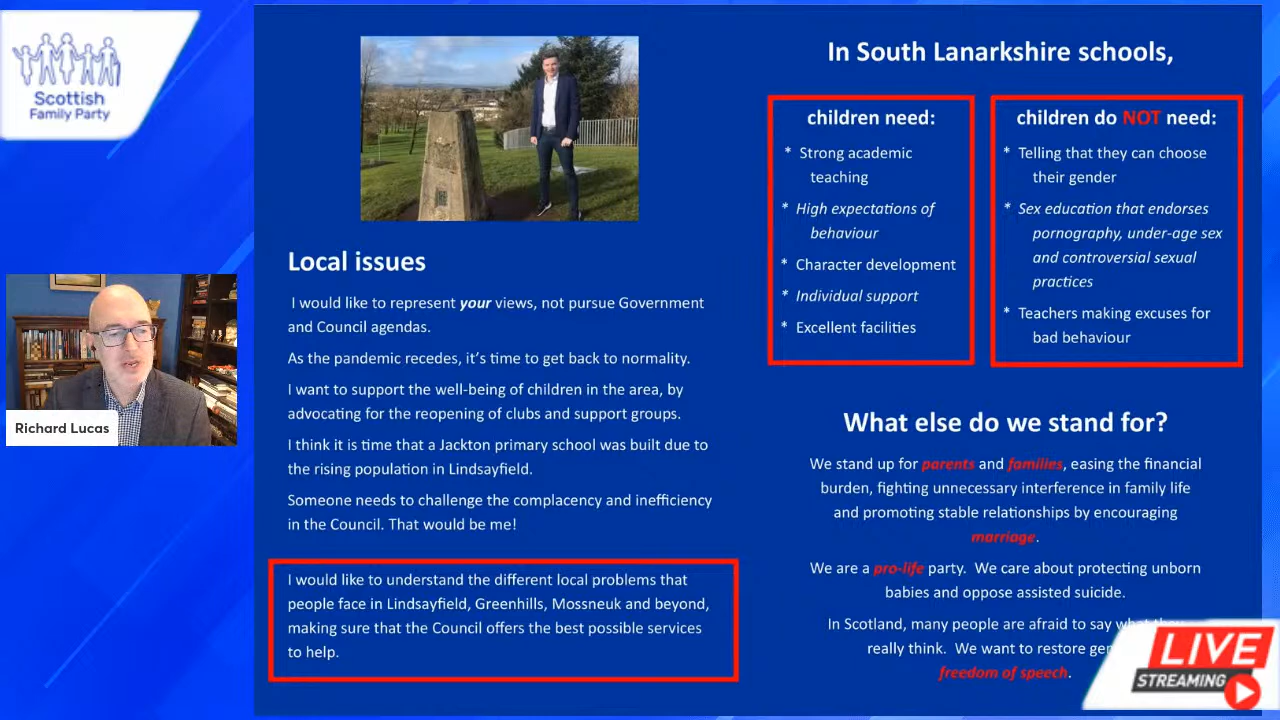 Scottish
Family Party
Richard Lucas
Local issues
I would like to represent your views, not pursue Government
and Council agendas.
As the pandemic recedes, it's time to get back to normality.
I want to support the well-being of children in the area, by
advocating for the reopening of clubs and support groups.
I think it is time that a Jackton primary school was built due to
the rising population in Lindsayfield.
Someone needs to challenge the complacency and inefficiency
in the Council. That would be me!
I would like to understand the different local problems that
people face in Lindsayfield, Greenhills, Mossneuk and beyond,
making sure that the Council offers the best possible services
to help.
In South Lanarkshire schools,
children need:
* Strong academic
teaching
* High expectations of
behaviour
* Character development
* Individual support
* Excellent facilities
children do NOT need:
* Telling that they can choose
their gender
* Sex education that endorses
pornography, under-age sex
and controversial sexual
practices
* Teachers making excuses for
bad behaviour
What else do we stand for?
We stand up for parents and families, easing the financial
burden, fighting unnecessary interference in family life
and promoting stable relationships by encouraging
marriage.
We are a pro-life party. We care about protecting unborn
babies and oppose assisted suicide.
In Scotland, many people are afraid to say what they
really think. We want to restore
freedom of speech.
LIVE
STREAMING